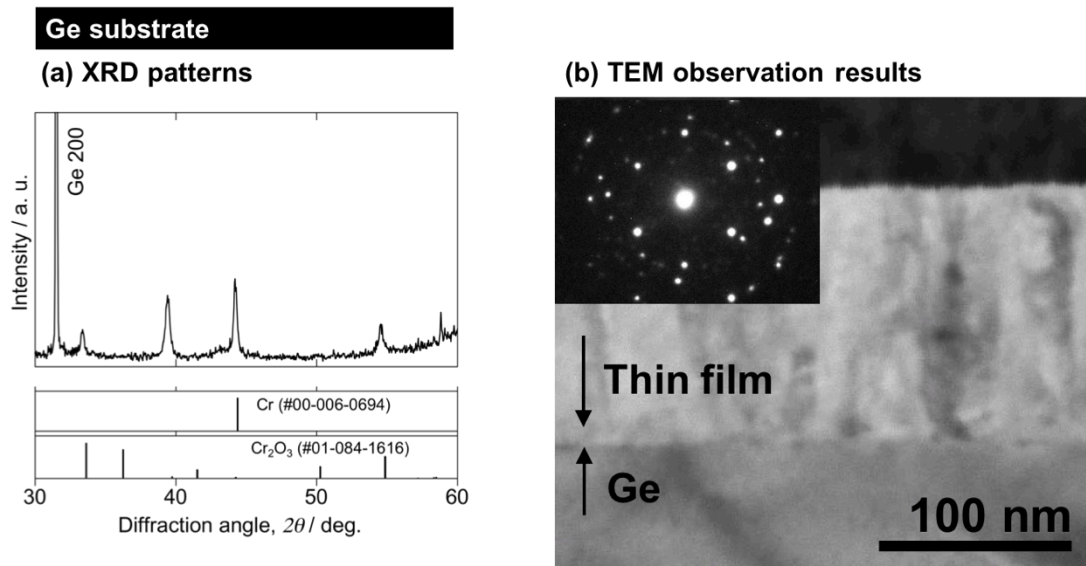 Ge substrate
(a) XRD patterns
(b) TEM observation results
Ge 200
Intensity / a. u.
Cr (#00-006-0694)
Cr₂O₃ (#01-084-1616)
30 40 50 60
Diffraction angle, 2θ / deg.
Thin film
Ge
100 nm